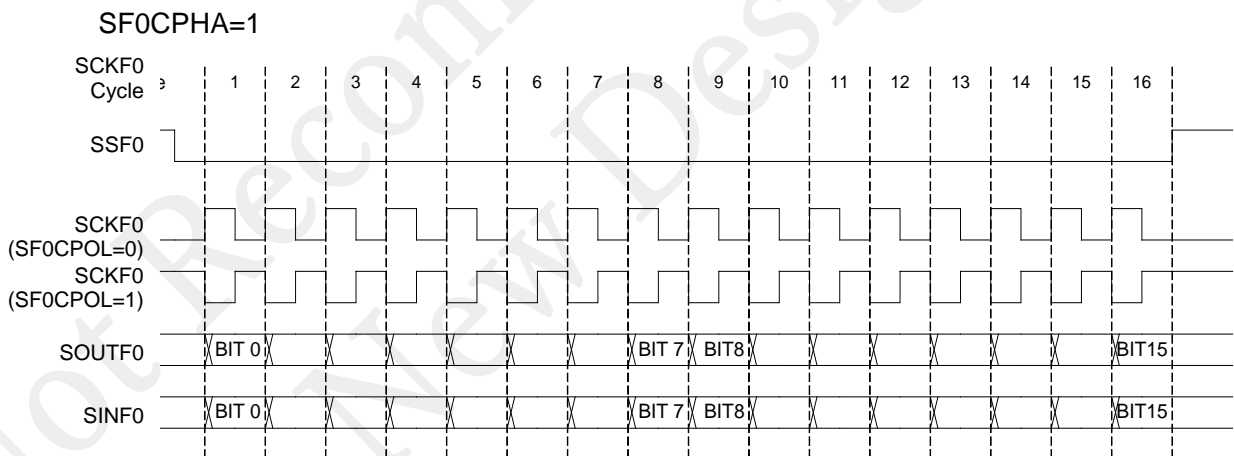 SF0CPHA=1
SCKF0
Cycle
1 2 3 4 5 6 7 8 9 10 11 12 13 14 15 16
SSF0
SCKF0
(SF0CPOL=0)
SCKF0
(SF0CPOL=1)
SOUTF0 BIT 0 BIT 7 BIT8 BIT15
SINF0 BIT 0 BIT 7 BIT8 BIT15
New Desig